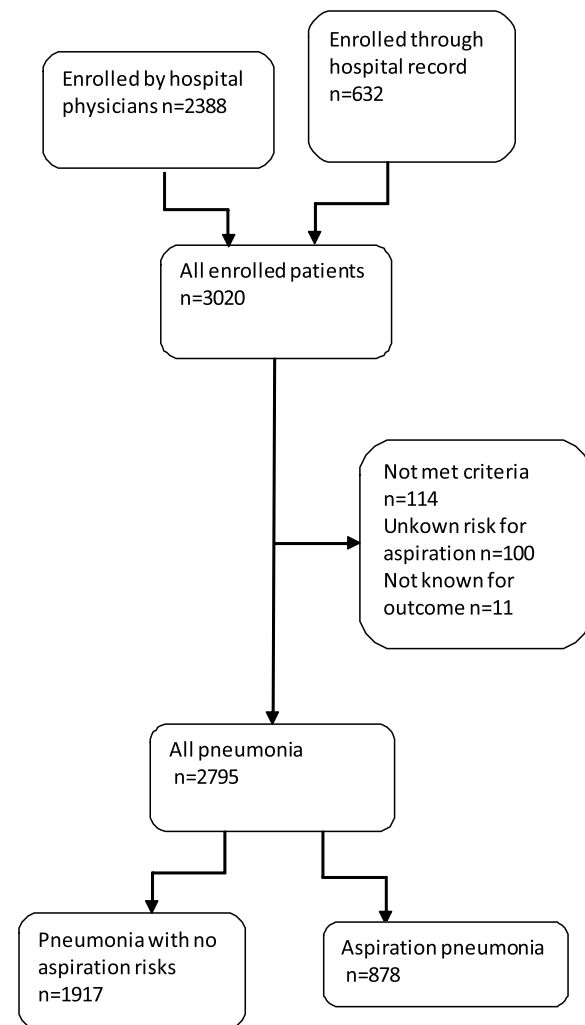 Enrolled by hospital
physicians n=2388
Enrolled through
hospital record
n=632
All enrolled patients
n=3020
Not met criteria
n=114
Unkown risk for
aspiration n=100
Not known for
outcome n=11
All pneumonia
n=2795
Pneumonia with no
aspiration risks
n=1917
Aspiration pneumonia
n=878